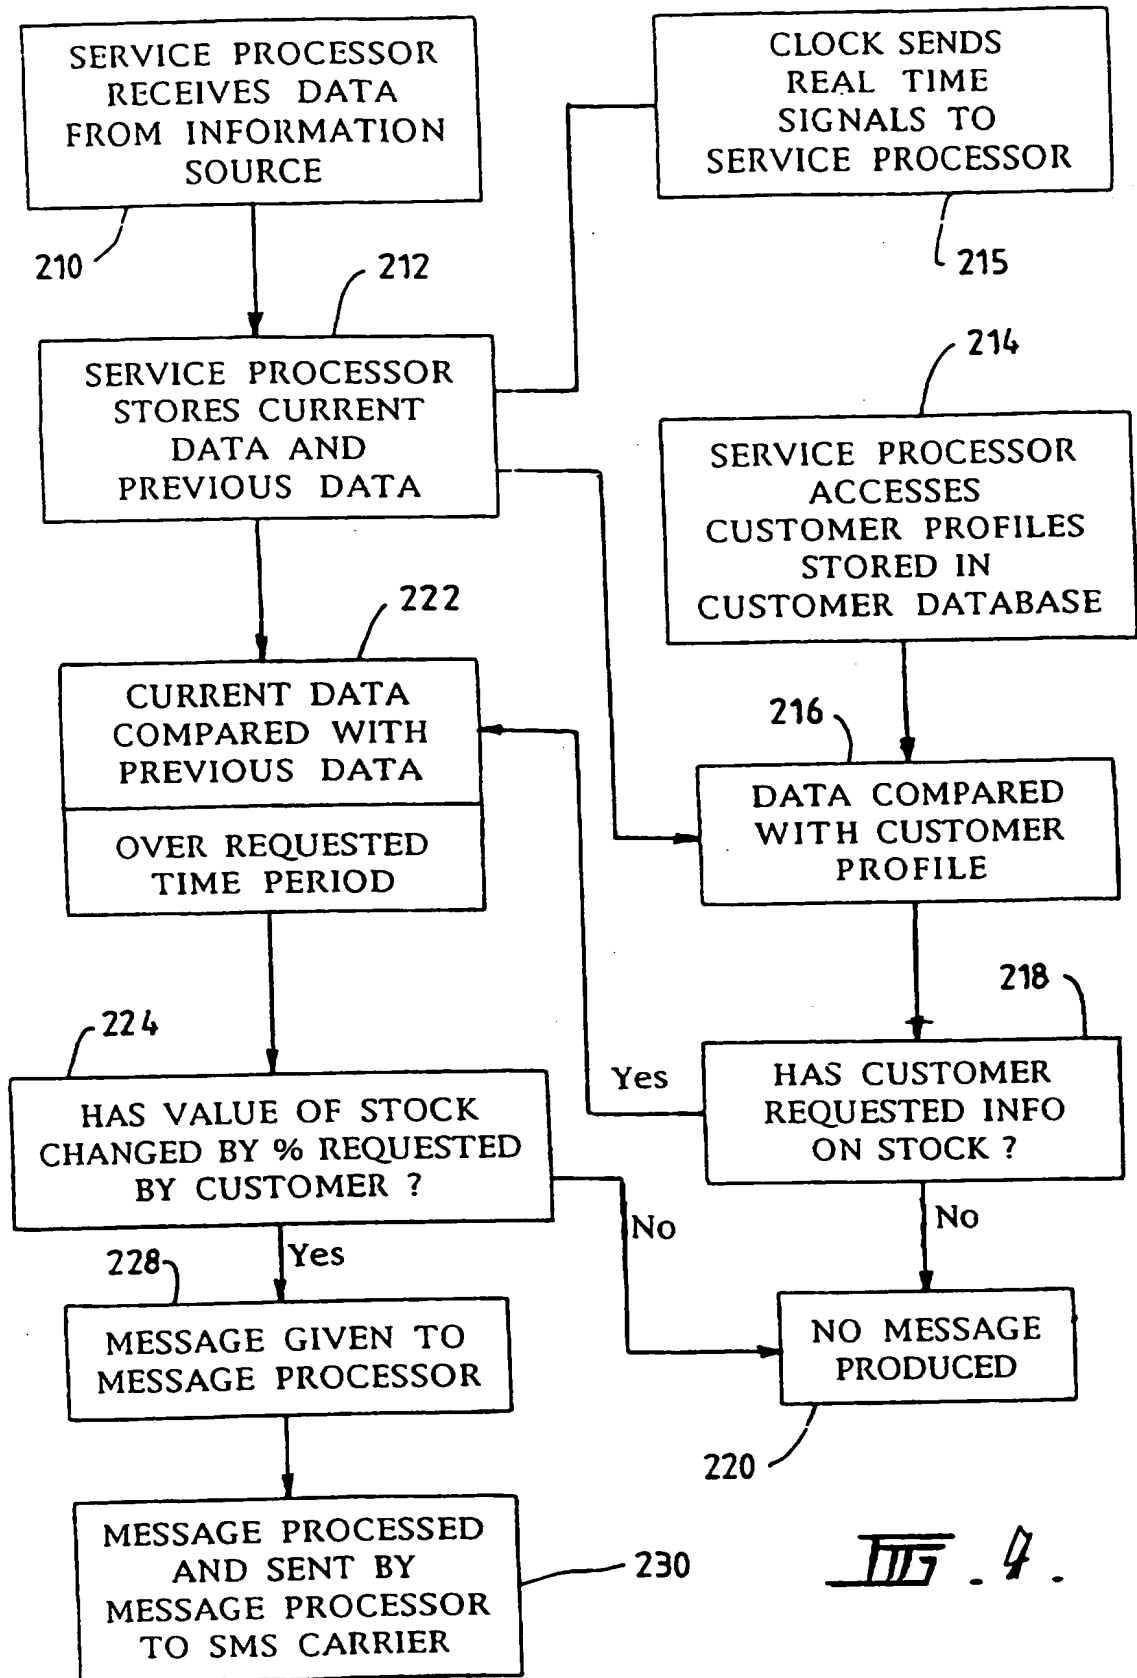 SERVICE PROCESSOR
RECEIVES DATA
FROM INFORMATION
SOURCE
210
CLOCK SENDS
REAL TIME
SIGNALS TO
SERVICE PROCESSOR
215
212
SERVICE PROCESSOR
STORES CURRENT
DATA AND
PREVIOUS DATA
214
SERVICE PROCESSOR
ACCESSES
CUSTOMER PROFILES
STORED IN
CUSTOMER DATABASE
222
CURRENT DATA
COMPARED WITH
PREVIOUS DATA
OVER REQUESTED
TIME PERIOD
216
DATA COMPARED
WITH CUSTOMER
PROFILE
218
HAS CUSTOMER
REQUESTED INFO
ON STOCK ?
Yes
No
224
HAS VALUE OF STOCK
CHANGED BY % REQUESTED
BY CUSTOMER ?
No
Yes
228
MESSAGE GIVEN TO
MESSAGE PROCESSOR
NO MESSAGE
PRODUCED
220
MESSAGE PROCESSED
AND SENT BY
MESSAGE PROCESSOR
TO SMS CARRIER
230